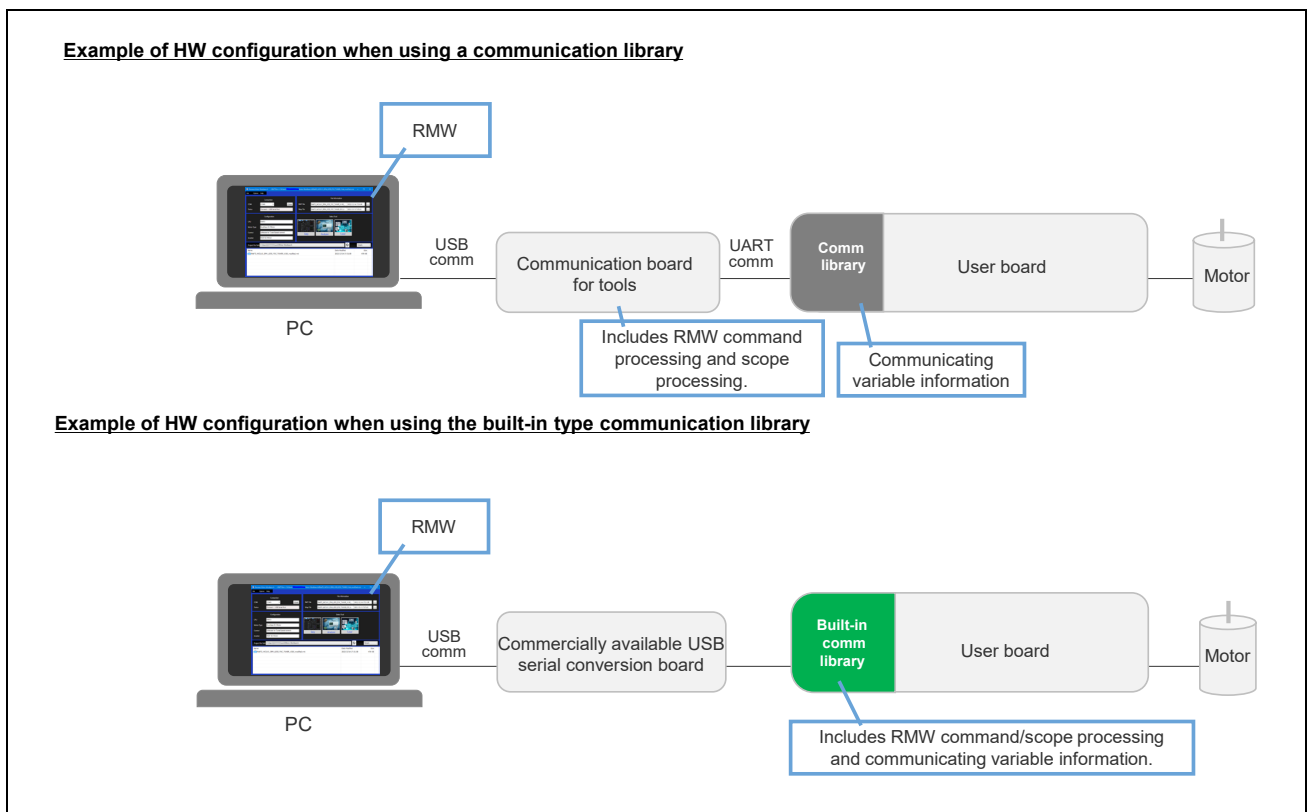 Example of HW configuration when using a communication library
RMW
USB
comm
Communication board
for tools
UART
comm
Comm
library
User board
Motor
PC
Includes RMW command
processing and scope
processing.
Communicating
variable information
Example of HW configuration when using the built-in type communication library
RMW
USB
comm
Commercially available USB
serial conversion board
Built-in
comm
library
User board
Motor
PC
Includes RMW command/scope processing
and communicating variable information.